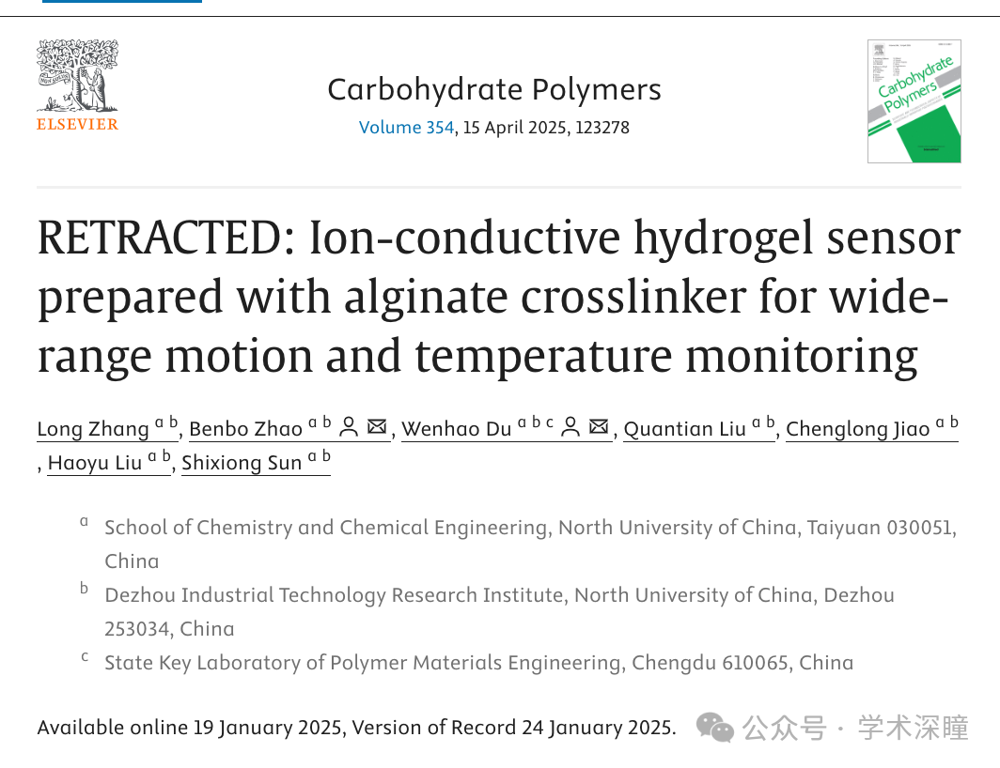 ELSEVIER
Carbohydrate Polymers
Volume 354, 15 April 2025, 123278
Carbohydrate
Polymers
RETRACTED: Ion-conductive hydrogel sensor
prepared with alginate crosslinker for wide-
range motion and temperature monitoring
Long Zhang a b, Benbo Zhao a b, Wenhao Du a b c, Quantian Liu a b, Chenglong Jiao a b
, Haoyu Liu a b, Shixiong Sun a b
a School of Chemistry and Chemical Engineering, North University of China, Taiyuan 030051,
China
b Dezhou Industrial Technology Research Institute, North University of China, Dezhou
253034, China
c State Key Laboratory of Polymer Materials Engineering, Chengdu 610065, China
Available online 19 January 2025, Version of Record 24 January 2025.
公众号 · 学术深瞳